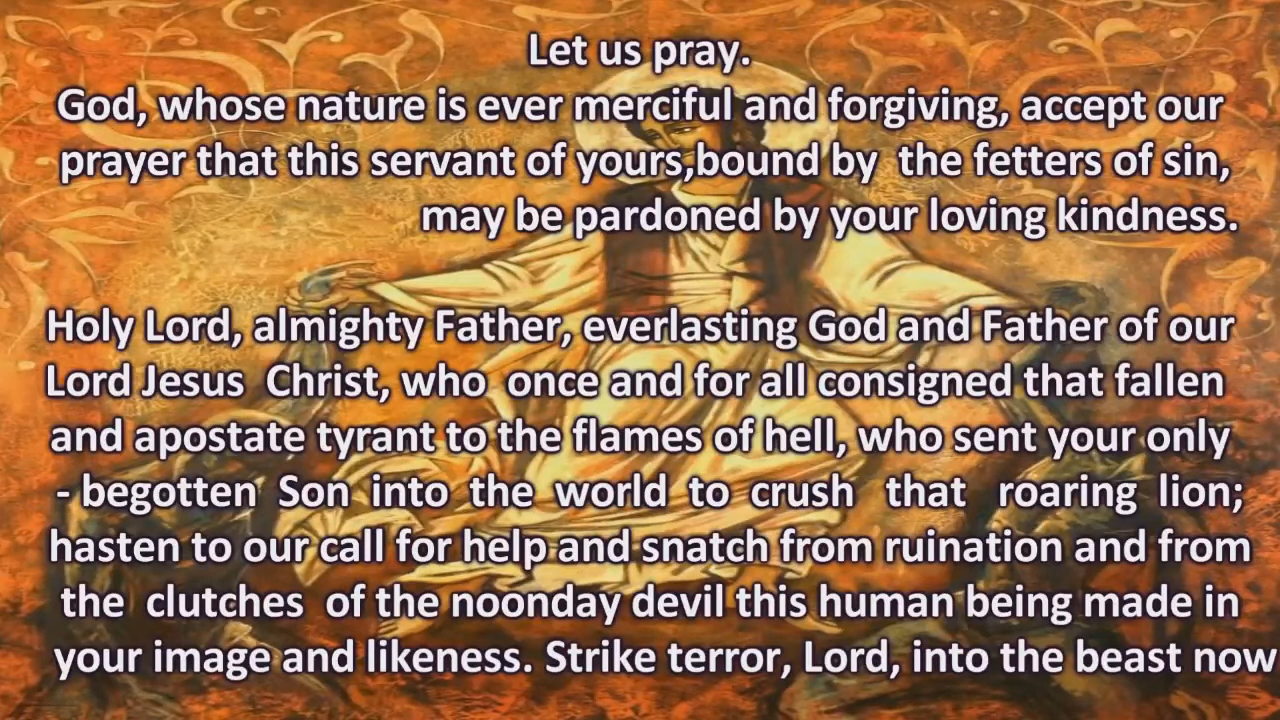 Let us pray.
God, whose nature is ever merciful and forgiving, accept our
prayer that this servant of yours,bound by the fetters of sin,
may be pardoned by your loving kindness.
Holy Lord, almighty Father, everlasting God and Father of our
Lord Jesus Christ, who once and for all consigned that fallen
and apostate tyrant to the flames of hell, who sent your only
- begotten Son into the world to crush that roaring lion;
hasten to our call for help and snatch from ruination and from
the clutches of the noonday devil this human being made in
your image and likeness. Strike terror, Lord, into the beast now